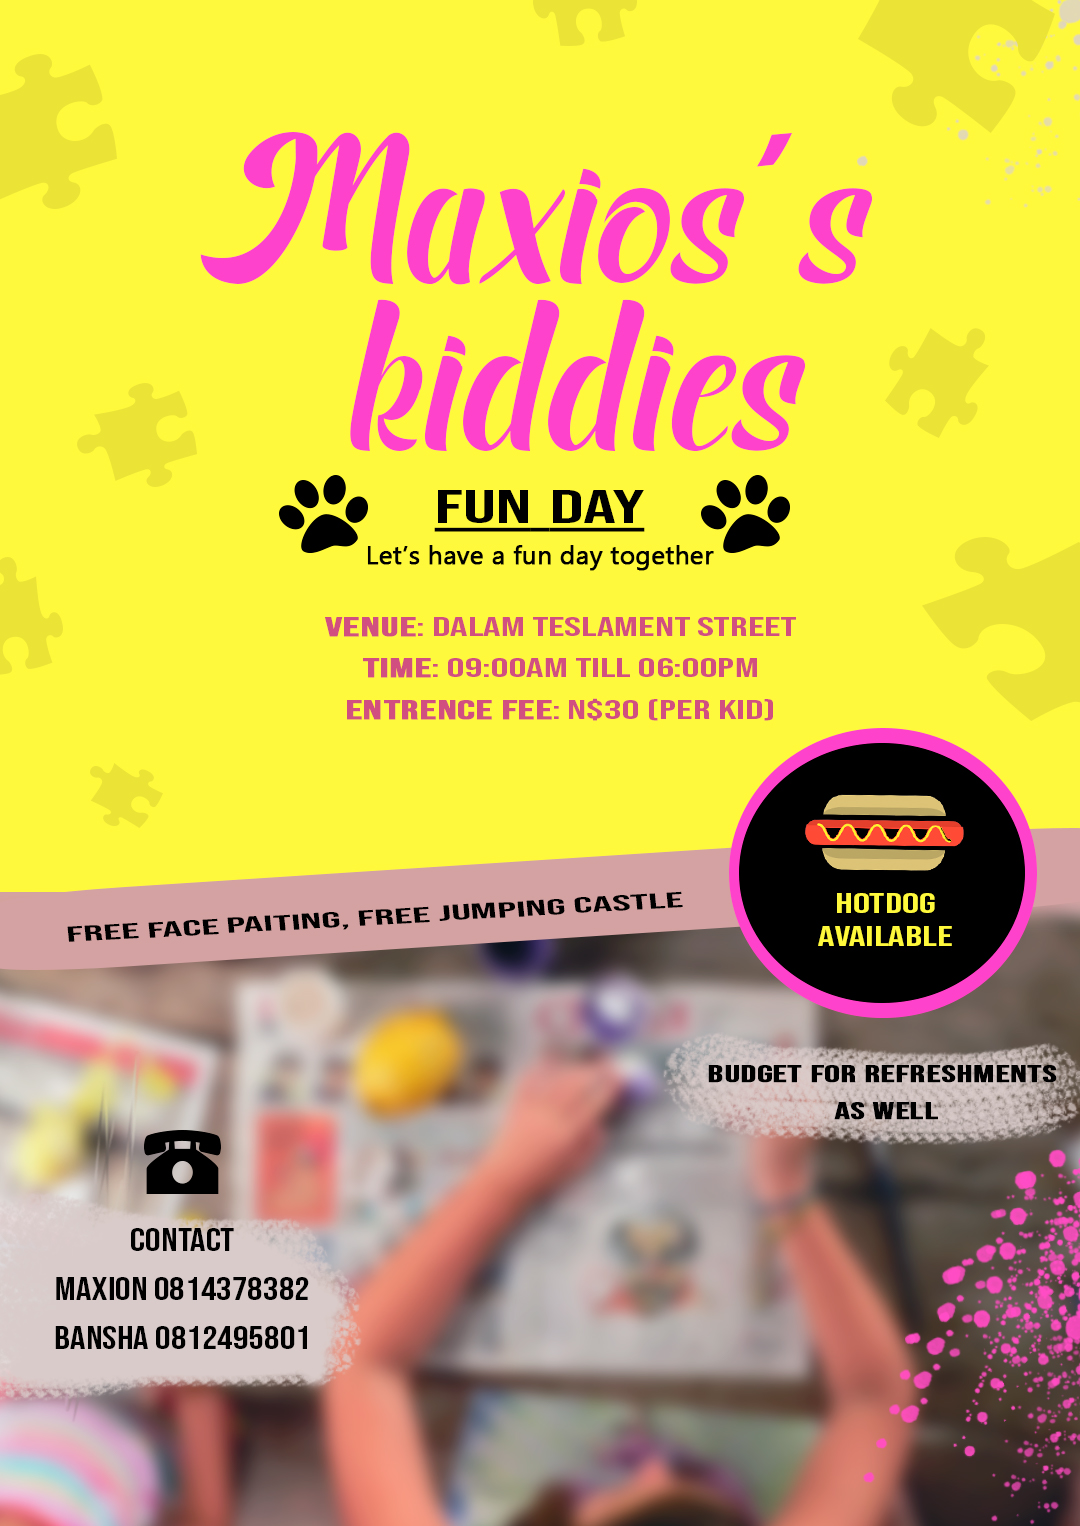 Maxios's
kiddies
FUN DAY
Let's have a fun day together
VENUE: DALAM TESLAMENT STREET
TIME: 09:00AM TILL 06:00PM
ENTRENCE FEE: N$30 (PER KID)
FREE FACE PAITING, FREE JUMPING CASTLE
HOTDOG
AVAILABLE
BUDGET FOR REFRESHMENTS
AS WELL
CONTACT
MAXION 0814378382
BANSHA 0812495801